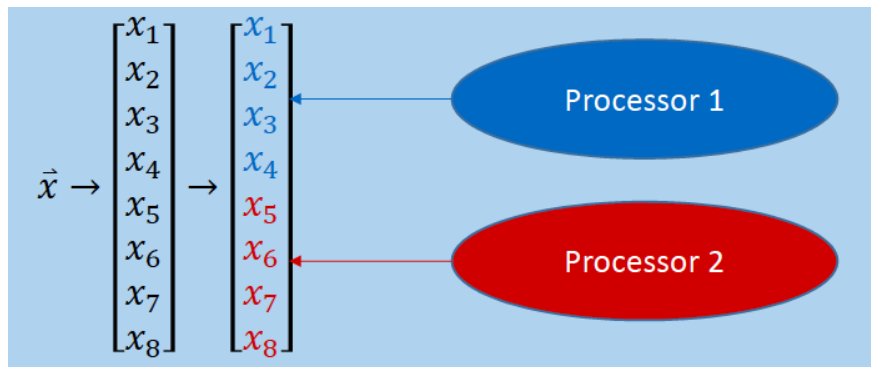 x₁ x₁
x₂ x₂
x₃ x₃ Processor 1
x₄ x₄
x⃗ → →
x₅ x₅
x₆ x₆ Processor 2
x₇ x₇
x₈ x₈